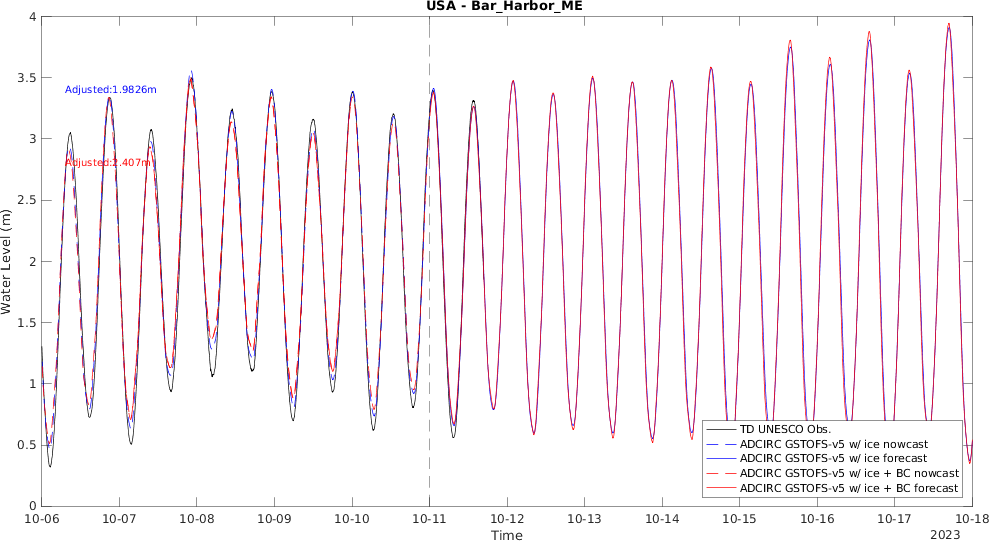 USA - Bar_Harbor_ME
4
3.5
3
2.5
2
1.5
1
0.5
0
Water Level (m)
Adjusted:1.9826m
Adjusted:2.407m
TD UNESCO Obs.
ADCIRC GSTOFS-v5 w/ ice nowcast
ADCIRC GSTOFS-v5 w/ ice forecast
ADCIRC GSTOFS-v5 w/ ice + BC nowcast
ADCIRC GSTOFS-v5 w/ ice + BC forecast
10-06 10-07 10-08 10-09 10-10 10-11 10-12 10-13 10-14 10-15 10-16 10-17 10-18
Time
2023